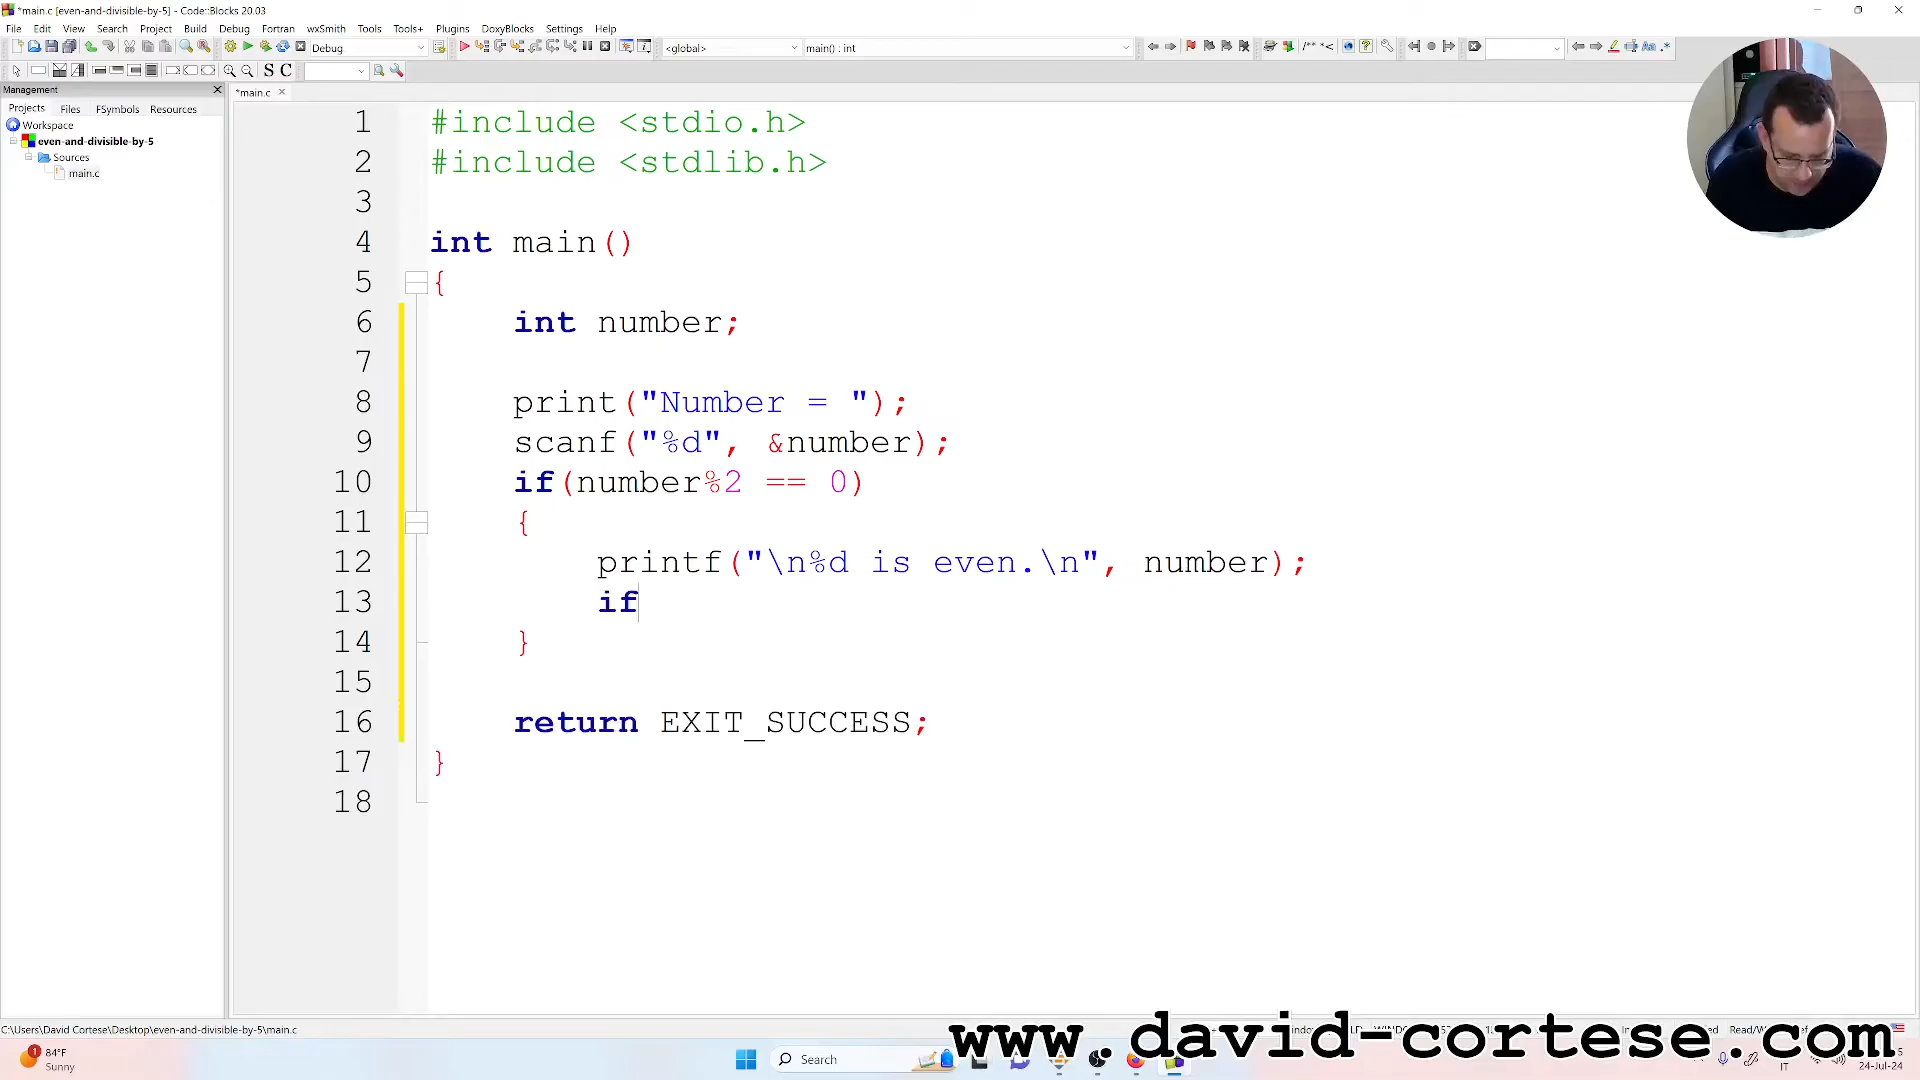 *main.c [even-and-divisible-by-5] - Code::Blocks 20.03
File Edit View Search Project Build Debug Fortran wxSmith Tools Tools+ Plugins DoxyBlocks Settings Help
Debug
<global>
main() : int
/** *<
S C
Management
*main.c
Projects Files FSymbols Resources
Workspace
even-and-divisible-by-5
Sources
main.c
1 #include <stdio.h>
2 #include <stdlib.h>
3
4 int main()
5 {
6 int number;
7
8 print("Number = ");
9 scanf("%d", &number);
10 if(number%2 == 0)
11 {
12 printf("\n%d is even.\n", number);
13 if
14 }
15
16 return EXIT_SUCCESS;
17 }
18
C:\Users\David Cortese\Desktop\even-and-divisible-by-5\main.c
www.david-cortese.com
1
84°F
Sunny
Search
IT
24-Jul-24